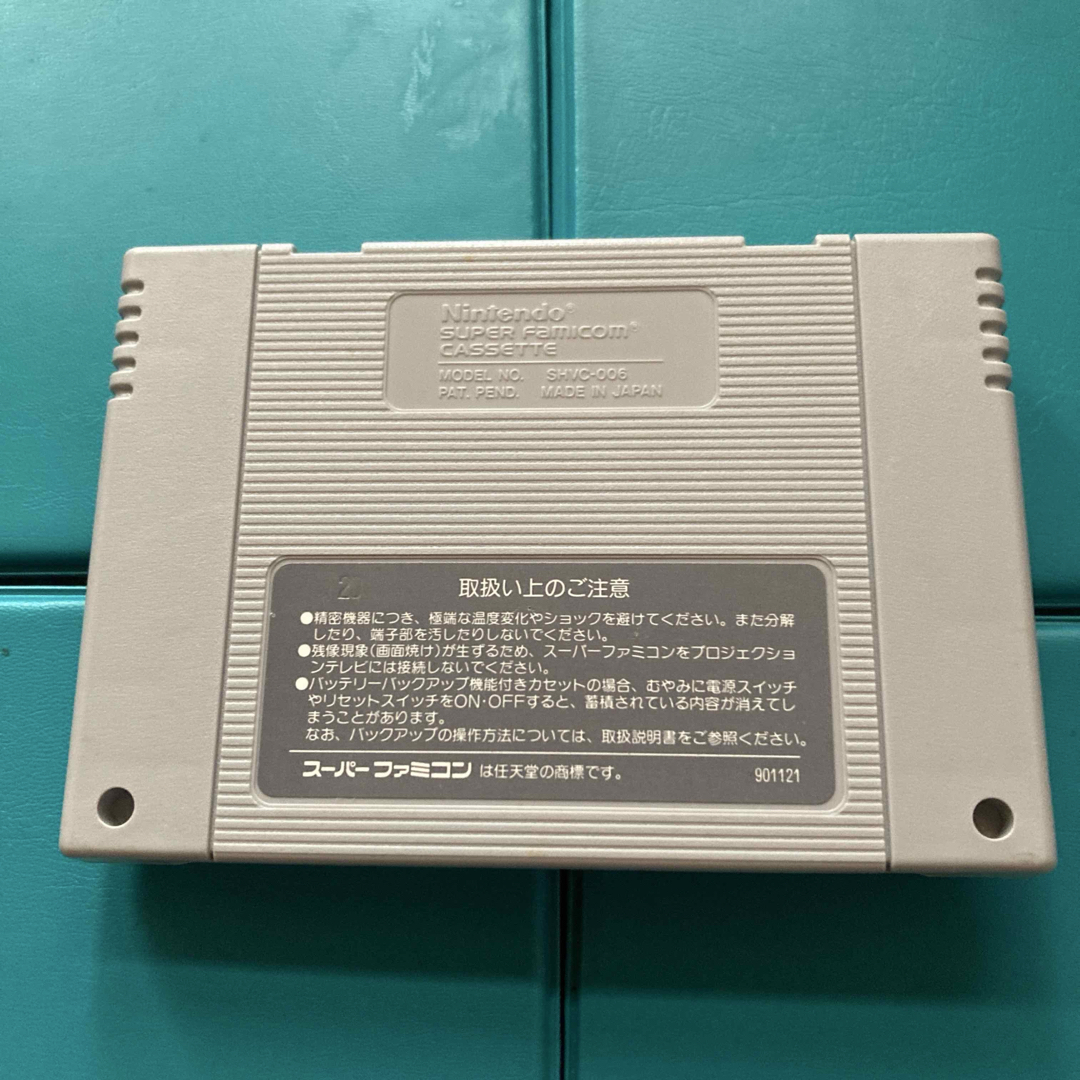 Nintendo®
SUPER FAMICOM®
CASSETTE
MODEL NO. SHVC-006
PAT. PEND. MADE IN JAPAN
20
取扱い上のご注意
●精密機器につき、極端な温度変化やショックを避けてください。また分解
したり、端子部を汚したりしないでください。
●残像現象(画面焼け)が生ずるため、スーパーファミコンをプロジェクショ
ンテレビには接続しないでください。
●バッテリーバックアップ機能付きカセットの場合、むやみに電源スイッチ
やリセットスイッチをON・OFFすると、蓄積されている内容が消えてし
まうことがあります。
なお、バックアップの操作方法については、取扱説明書をご参照ください。
スーパーファミコンは任天堂の商標です。 901121